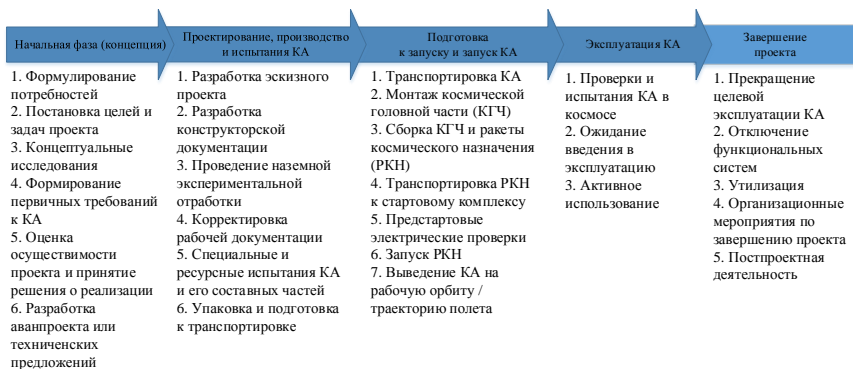 Начальная фаза (концепция)
1. Формулирование
потребностей
2. Постановка целей и
задач проекта
3. Концептуальные
исследования
4. Формирование
первичных требований
к КА
5. Оценка
осуществимости
проекта и принятие
решения о реализации
6. Разработка
аванпроекта или
техниченских
предложений
Проектирование, производство
и испытания КА
1. Разработка эскизного
проекта
2. Разработка
конструкторской
документации
3. Проведение наземной
экспериментальной
отработки
4. Корректировка
рабочей документации
5. Специальные и
ресурсные испытания КА
и его составных частей
6. Упаковка и подготовка
к транспортировке
Подготовка
к запуску и запуск КА
1. Транспортировка КА
2. Монтаж космической
головной части (КГЧ)
3. Сборка КГЧ и ракеты
космического назначения
(РКН)
4. Транспортировка РКН
к стартовому комплексу
5. Предстартовые
электрические проверки
6. Запуск РКН
7. Выведение КА на
рабочую орбиту /
траекторию полета
Эксплуатация КА
1. Проверки и
испытания КА в
космосе
2. Ожидание
введения в
эксплуатацию
3. Активное
использование
Завершение
проекта
1. Прекращение
целевой
эксплуатации КА
2. Отключение
функциональных
систем
3. Утилизация
4. Организационные
мероприятия по
завершению проекта
5. Постпроектная
деятельность